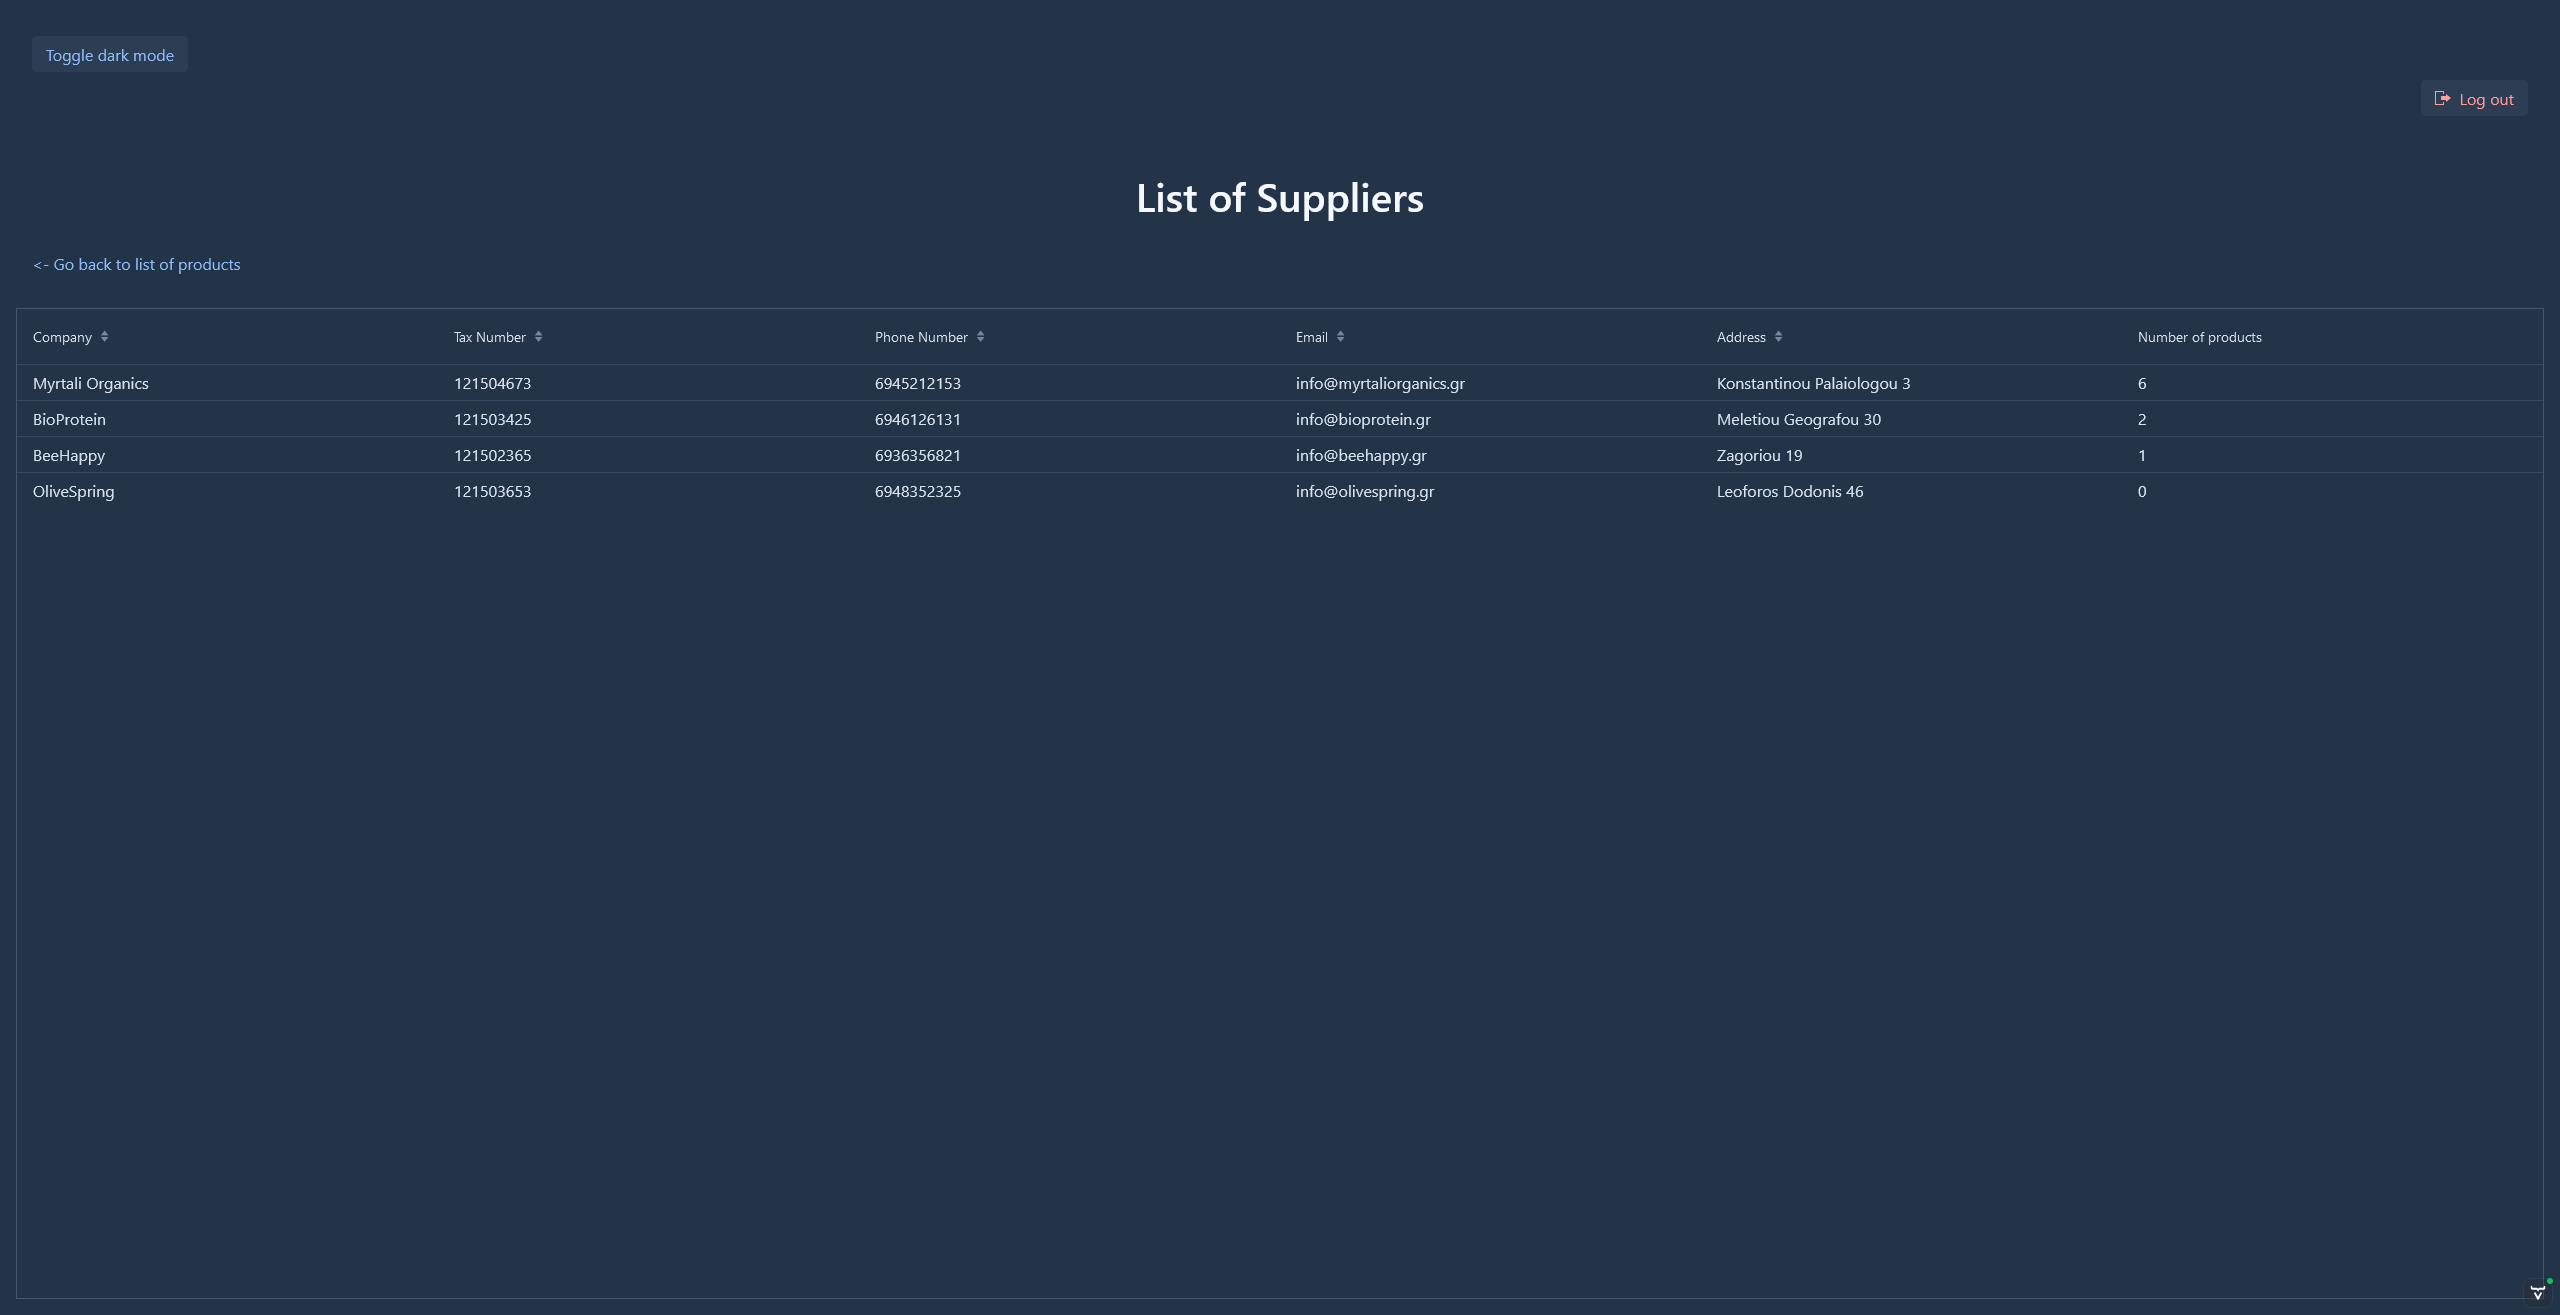 Toggle dark mode
Log out
List of Suppliers
<- Go back to list of products
Company Tax Number Phone Number Email Address Number of products
Myrtali Organics 121504673 6945212153 info@myrtaliorganics.gr Konstantinou Palaiologou 3 6
BioProtein 121503425 6946126131 info@bioprotein.gr Meletiou Geografou 30 2
BeeHappy 121502365 6936356821 info@beehappy.gr Zagoriou 19 1
OliveSpring 121503653 6948352325 info@olivespring.gr Leoforos Dodonis 46 0